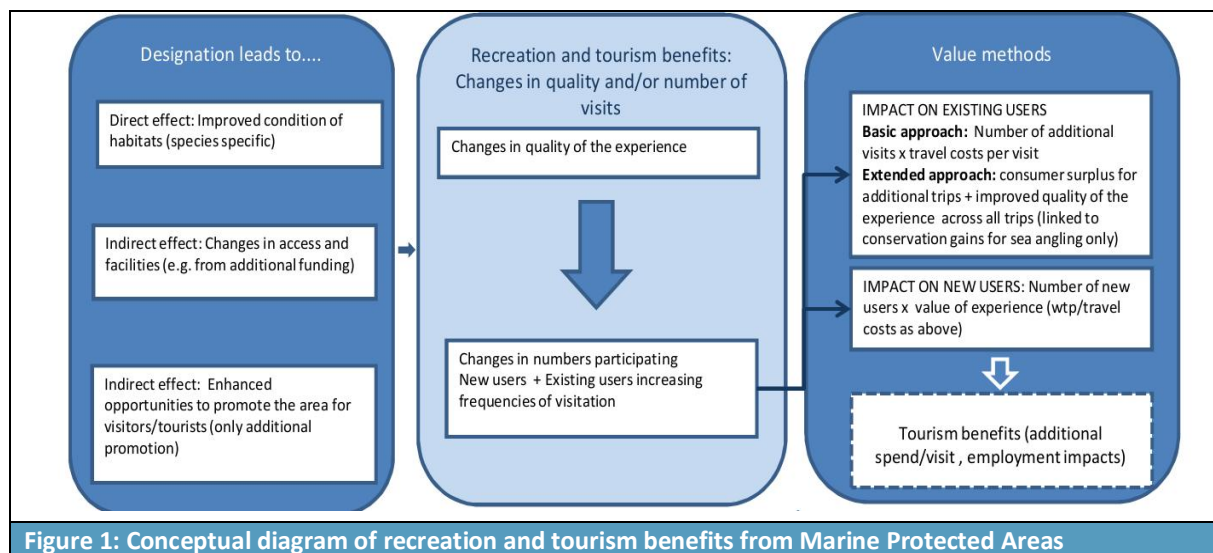 Designation leads to....
Direct effect: Improved condition of
habitats (species specific)
Indirect effect: Changes in access and
facilities (e.g. from additional funding)
Indirect effect:  Enhanced
opportunities to promote the area for
visitors/tourists (only additional
promotion)
Recreation and tourism benefits:
Changes in quality and/or number of
visits
Changes in quality of the experience
Changes in numbers participating
New users  + Existing users increasing
frequencies of visitation
Value methods
IMPACT ON EXISTING USERS
Basic approach:  Number of additional
visits x travel costs per visit
Extended approach: consumer surplus for
additional trips + improved quality of the
experience  across all trips (linked to
conservation gains for sea angling only)
IMPACT ON NEW USERS: Number of new
users x  value of experience (wtp/travel
costs as above)
Tourism benefits (additional
spend/visit , employment impacts)
Figure 1: Conceptual diagram of recreation and tourism benefits from Marine Protected Areas